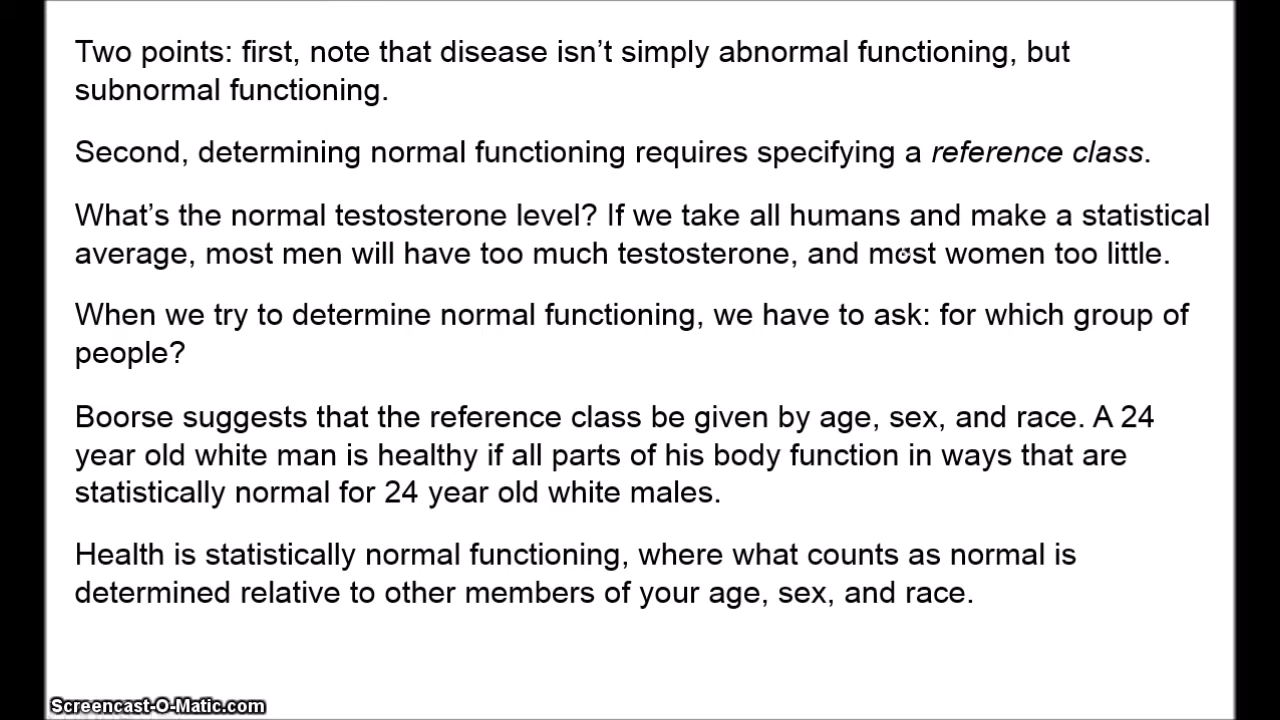 Two points: first, note that disease isn’t simply abnormal functioning, but
subnormal functioning.
Second, determining normal functioning requires specifying a reference class.
What’s the normal testosterone level? If we take all humans and make a statistical
average, most men will have too much testosterone, and most women too little.
When we try to determine normal functioning, we have to ask: for which group of
people?
Boorse suggests that the reference class be given by age, sex, and race. A 24
year old white man is healthy if all parts of his body function in ways that are
statistically normal for 24 year old white males.
Health is statistically normal functioning, where what counts as normal is
determined relative to other members of your age, sex, and race.
Screencast-O-Matic.com